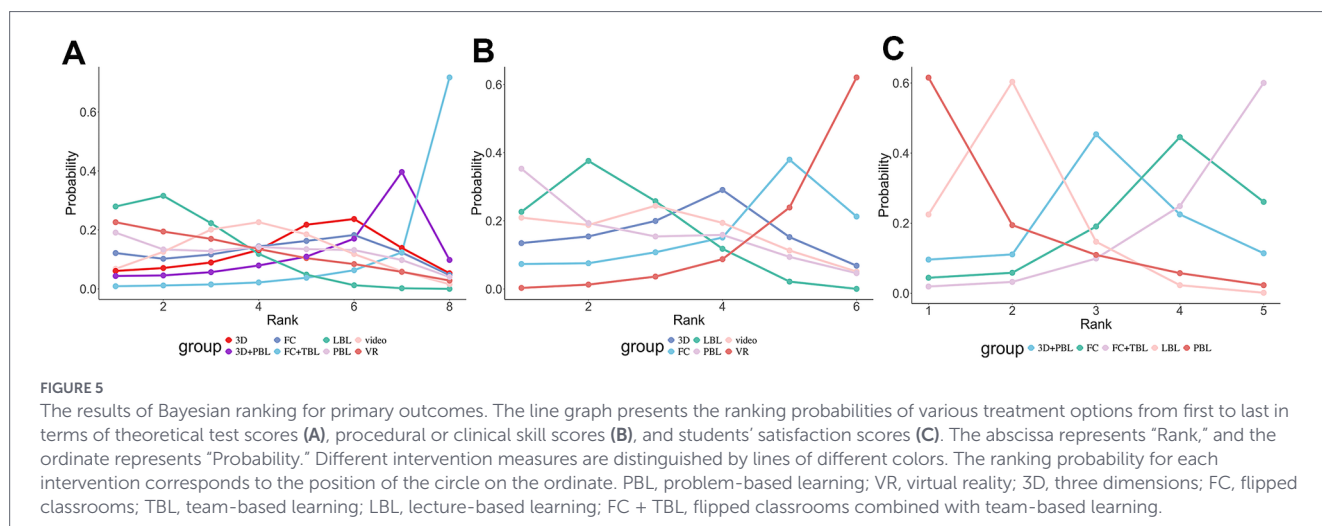 A
B
C
Probability
0.6
0.4
0.2
0.0
2
4
6
8
Rank
group
3D
FC
LBL
video
3D+PBL
FC+TBL
PBL
VR
Probability
0.6
0.4
0.2
0.0
2
4
6
Rank
group
3D
LBL
video
FC
PBL
VR
Probability
0.6
0.4
0.2
0.0
1
2
3
4
5
Rank
group
3D+PBL
FC
FC+TBL
LBL
PBL
FIGURE 5
The results of Bayesian ranking for primary outcomes. The line graph presents the ranking probabilities of various treatment options from first to last in
terms of theoretical test scores (A), procedural or clinical skill scores (B), and students’ satisfaction scores (C). The abscissa represents “Rank,” and the
ordinate represents “Probability.” Different intervention measures are distinguished by lines of different colors. The ranking probability for each
intervention corresponds to the position of the circle on the ordinate. PBL, problem-based learning; VR, virtual reality; 3D, three dimensions; FC, flipped
classrooms; TBL, team-based learning; LBL, lecture-based learning; FC + TBL, flipped classrooms combined with team-based learning.